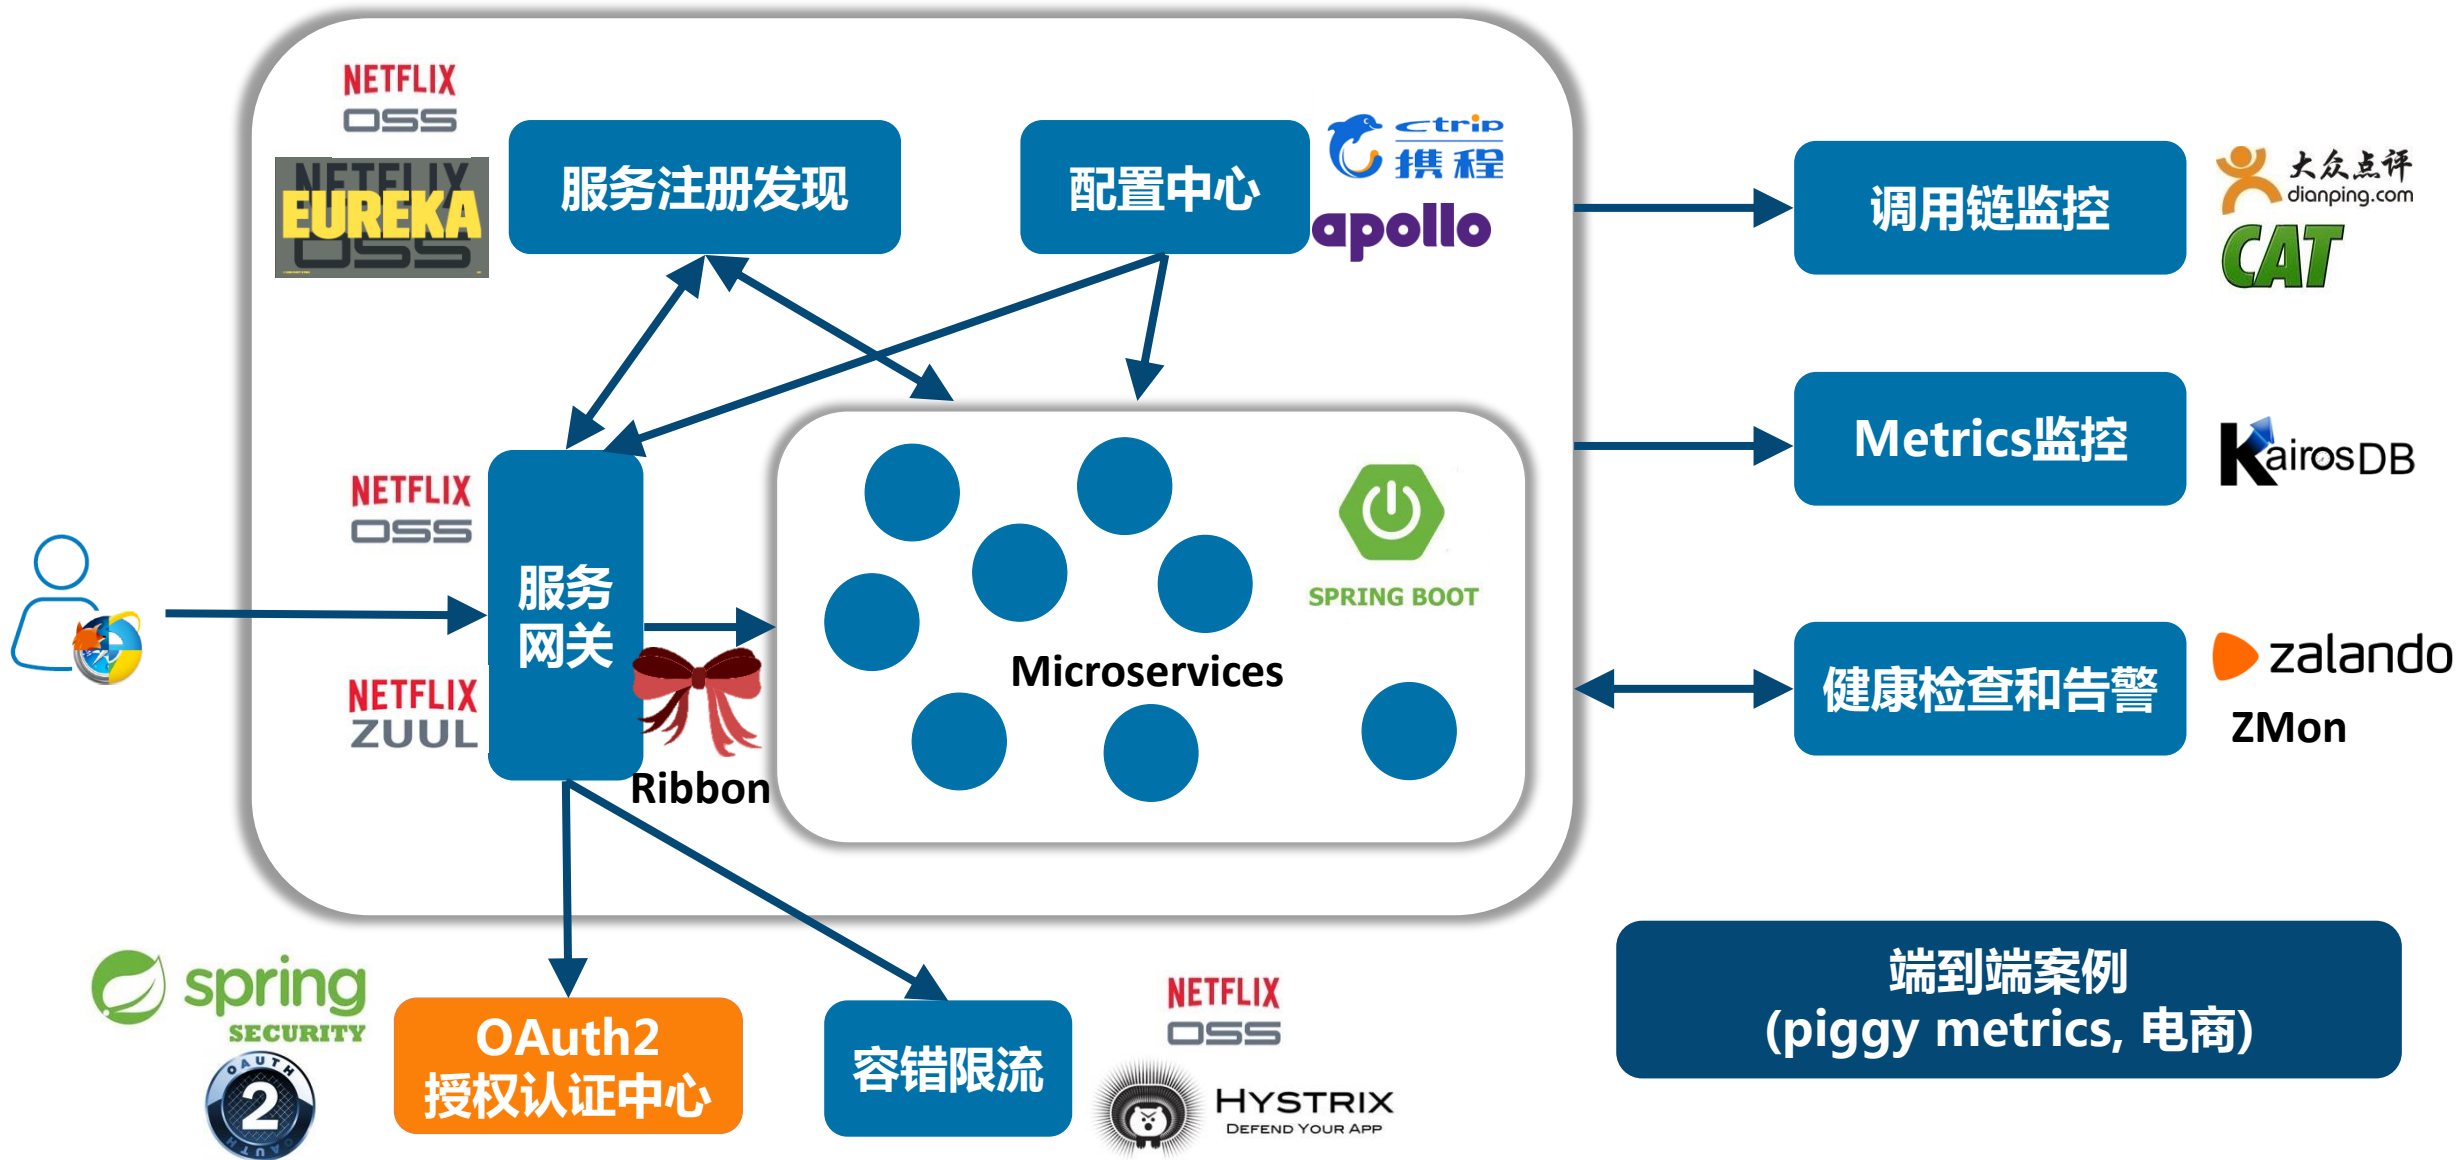 NETFLIX
OSS
NETFLIX
EUREKA
OSS
服务注册发现
配置中心
ctrip
携程
apollo
调用链监控
大众点评
dianping.com
CAT
Metrics监控
KairosDB
NETFLIX
OSS
服务
网关
NETFLIX
ZUUL
Ribbon
SPRING BOOT
Microservices
健康检查和告警
zalando
ZMon
spring
SECURITY
OAUTH
2
OAUTH
OAuth2
授权认证中心
容错限流
NETFLIX
OSS
HYSTRIX
DEFEND YOUR APP
端到端案例
(piggy metrics, 电商)